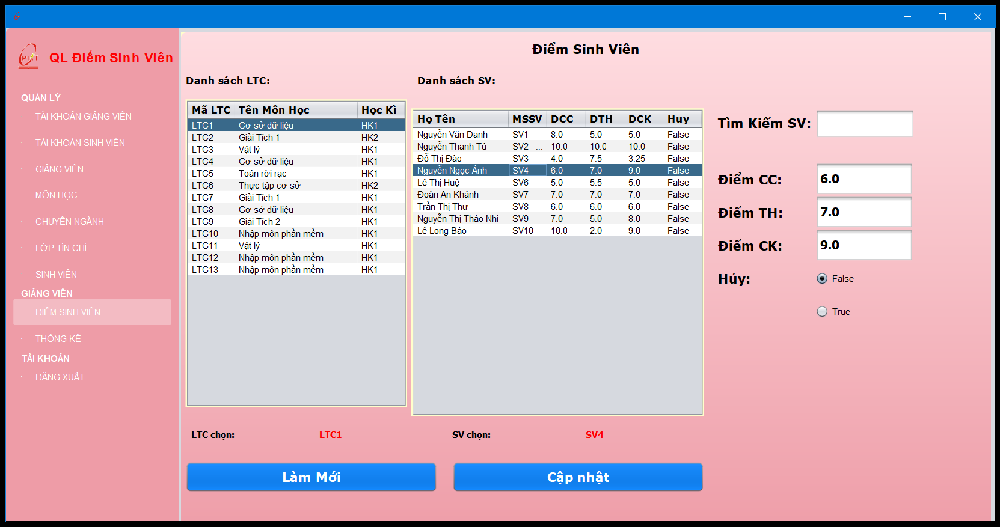 PTIT
QL Điểm Sinh Viên
QUẢN LÝ
TÀI KHOẢN GIẢNG VIÊN
TÀI KHOẢN SINH VIÊN
GIẢNG VIÊN
MÔN HỌC
CHUYÊN NGÀNH
LỚP TÍN CHỈ
SINH VIÊN
GIẢNG VIÊN
ĐIỂM SINH VIÊN
THỐNG KÊ
TÀI KHOẢN
ĐĂNG XUẤT
Điểm Sinh Viên
Danh sách LTC:
Mã LTC Tên Môn Học Học Kì
LTC1 Cơ sở dữ liệu HK1
LTC2 Giải Tích 1 HK2
LTC3 Vật lý HK1
LTC4 Cơ sở dữ liệu HK1
LTC5 Toán rời rạc HK1
LTC6 Thực tập cơ sở HK2
LTC7 Giải Tích 1 HK1
LTC8 Cơ sở dữ liệu HK1
LTC9 Giải Tích 2 HK1
LTC10 Nhập môn phần mềm HK1
LTC11 Vật lý HK1
LTC12 Nhập môn phần mềm HK1
LTC13 Nhập môn phần mềm HK1
Danh sách SV:
Họ Tên MSSV DCC DTH DCK Huy
Nguyễn Văn Danh SV1 8.0 5.0 5.0 False
Nguyễn Thanh Tú SV2 ... 10.0 10.0 10.0 False
Đỗ Thị Đào SV3 4.0 7.5 3.25 False
Nguyễn Ngọc Ánh SV4 6.0 7.0 9.0 False
Lê Thị Huệ SV6 5.0 5.5 5.0 False
Đoàn An Khánh SV7 7.0 7.0 7.0 False
Trần Thị Thư SV8 6.0 6.0 6.0 False
Nguyễn Thị Thảo Nhi SV9 7.0 5.0 8.0 False
Lê Long Bảo SV10 10.0 2.0 9.0 False
Tìm Kiếm SV:
Điểm CC: 6.0
Điểm TH: 7.0
Điểm CK: 9.0
Hủy: False
True
LTC chọn: LTC1
SV chọn: SV4
Làm Mới
Cập nhật